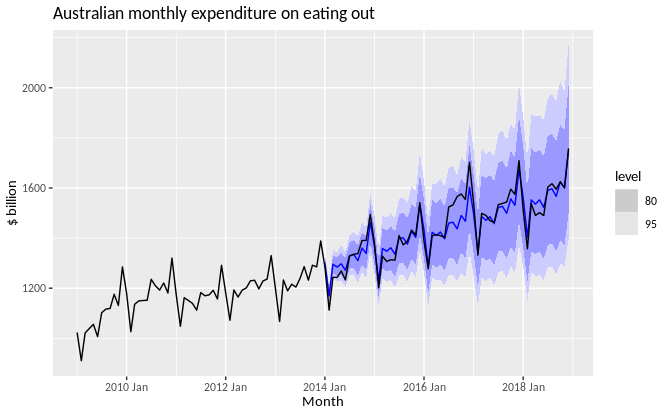 Australian monthly expenditure on eating out
$ billion
2000
1600
1200
2010 Jan
2012 Jan
2014 Jan
2016 Jan
2018 Jan
Month
level
80
95